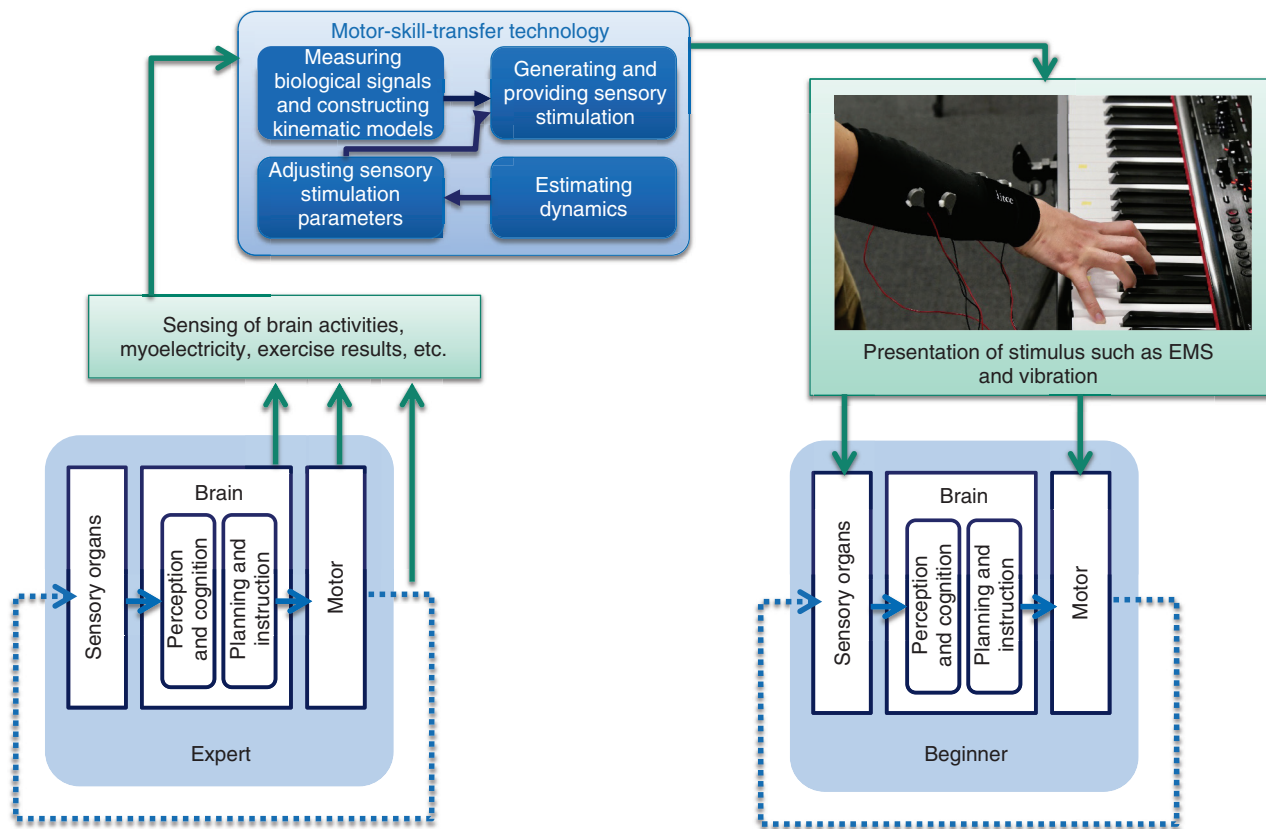 Motor-skill-transfer technology
Measuring
biological signals
and constructing
kinematic models
Generating and
providing sensory
stimulation
Adjusting sensory
stimulation
parameters
Estimating
dynamics
Sensing of brain activities,
myoelectricity, exercise results, etc.
Presentation of stimulus such as EMS
and vibration
Sensory organs
Brain
Perception
and cognition
Planning and
instruction
Motor
Expert
Sensory organs
Brain
Perception
and cognition
Planning and
instruction
Motor
Beginner